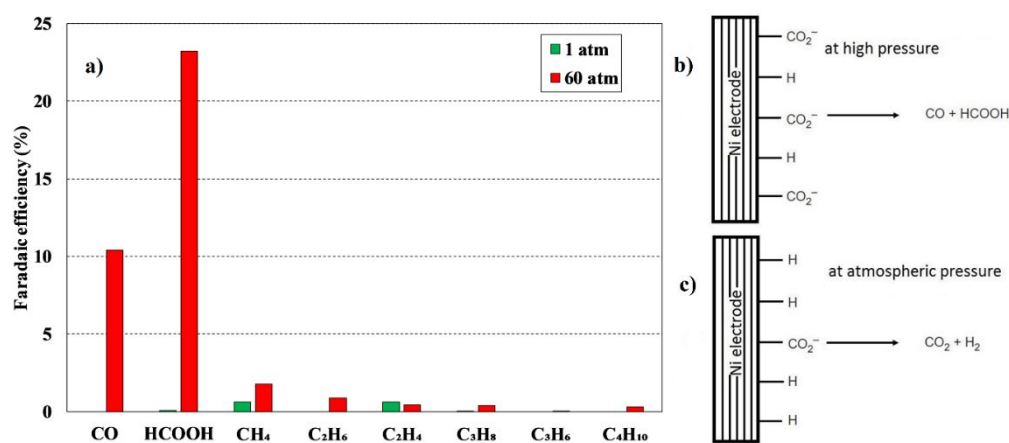 a)
1 atm
60 atm
Faradaic efficiency (%)
25
20
15
10
5
0
CO HCOOH CH₄ C₂H₆ C₂H₄ C₃H₈ C₃H₆ C₄H₁₀
b)
Ni electrode
CO₂⁻
H
CO₂⁻
H
CO₂⁻
at high pressure
CO + HCOOH
c)
Ni electrode
H
H
CO₂⁻
H
H
at atmospheric pressure
CO₂ + H₂